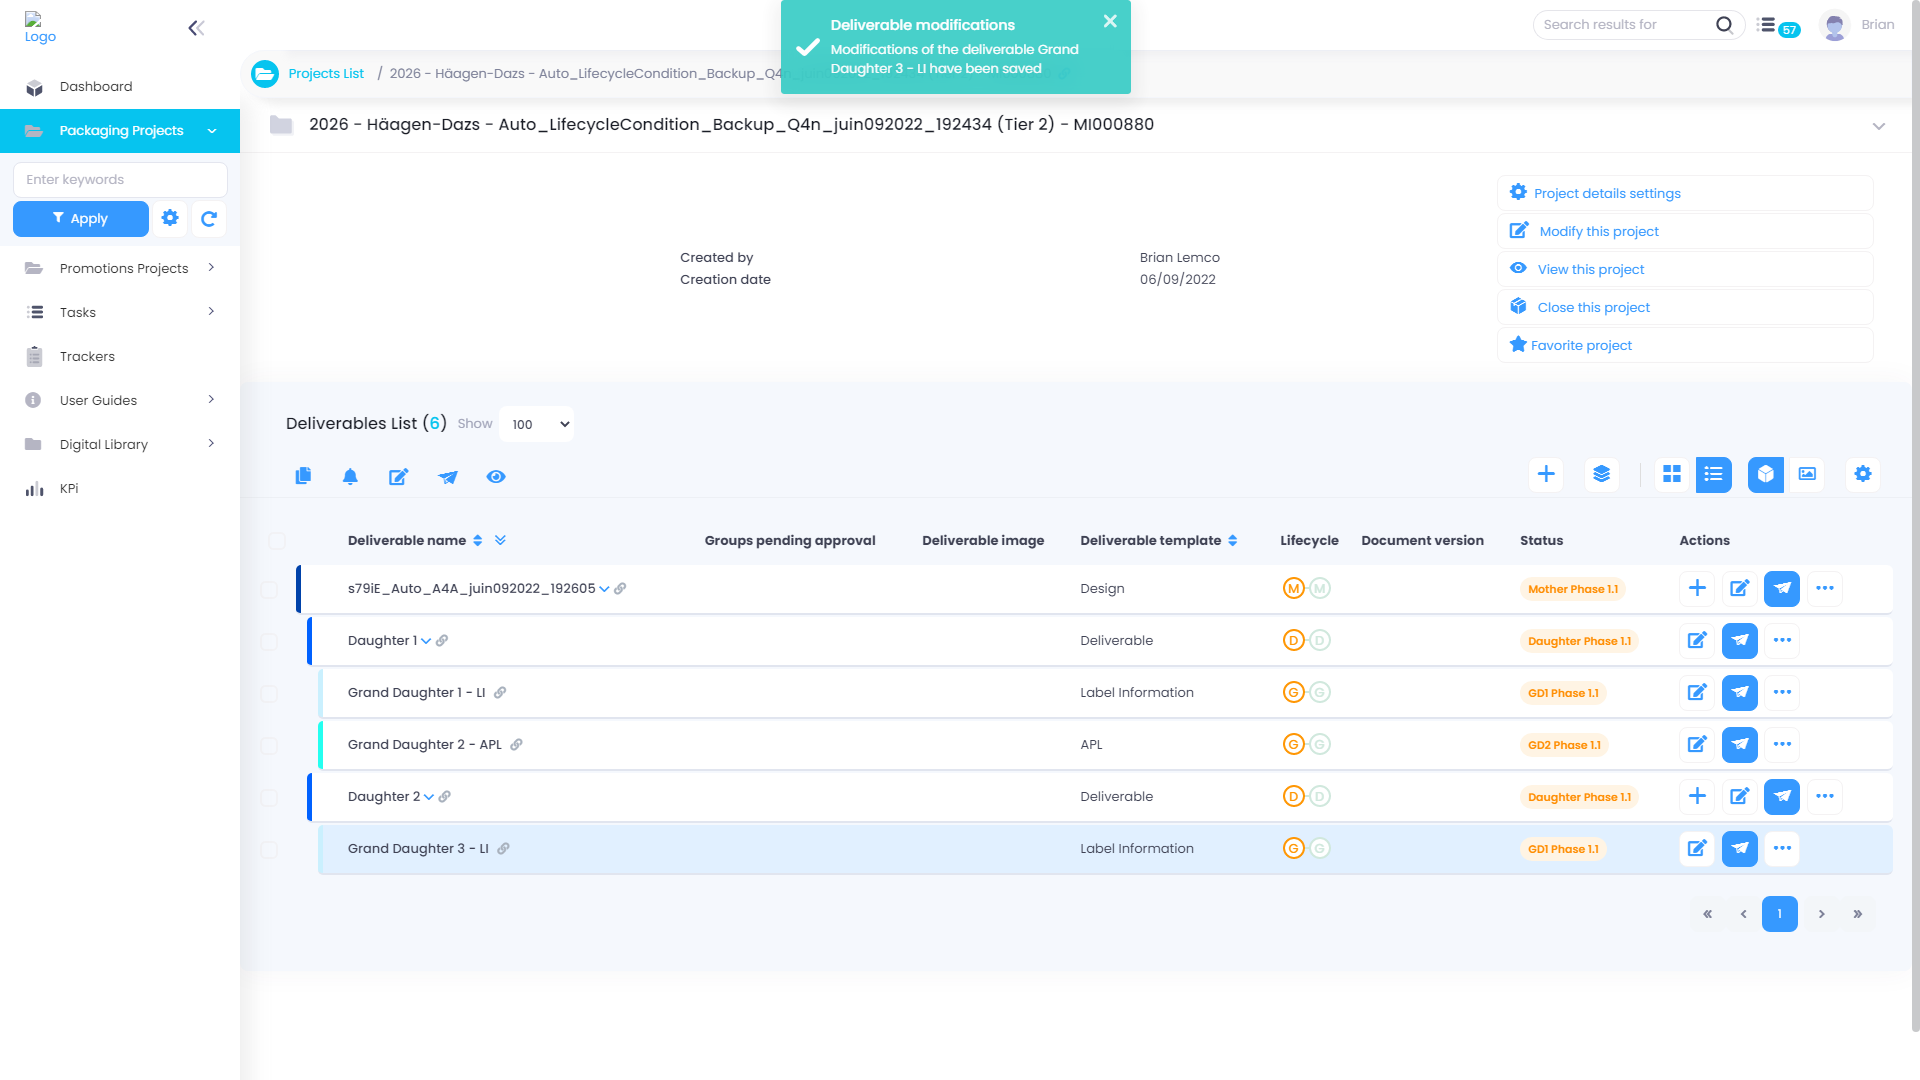 Logo
Deliverable modifications
Modifications of the deliverable Grand
Daughter 3 - LI have been saved
Search results for
57
Brian
Projects List / 2026 - Häagen-Dazs - Auto_LifecycleCondition_Backup_Q4n
2026 - Häagen-Dazs - Auto_LifecycleCondition_Backup_Q4n_juin092022_192434 (Tier 2) - MI000880
Dashboard
Packaging Projects
Enter keywords
Apply
Promotions Projects
Tasks
Trackers
User Guides
Digital Library
KPi
Created by Brian Lemco
Creation date 06/09/2022
Project details settings
Modify this project
View this project
Close this project
Favorite project
Deliverables List (6) Show 100
Deliverable name Groups pending approval Deliverable image Deliverable template Lifecycle Document version Status Actions
s79iE_Auto_A4A_juin092022_192605 Design M M Mother Phase 1.1
Daughter 1 Deliverable D D Daughter Phase 1.1
Grand Daughter 1 - LI Label Information G G GD1 Phase 1.1
Grand Daughter 2 - APL APL G G GD2 Phase 1.1
Daughter 2 Deliverable D D Daughter Phase 1.1
Grand Daughter 3 - LI Label Information G G GD1 Phase 1.1
« ‹ 1 › »